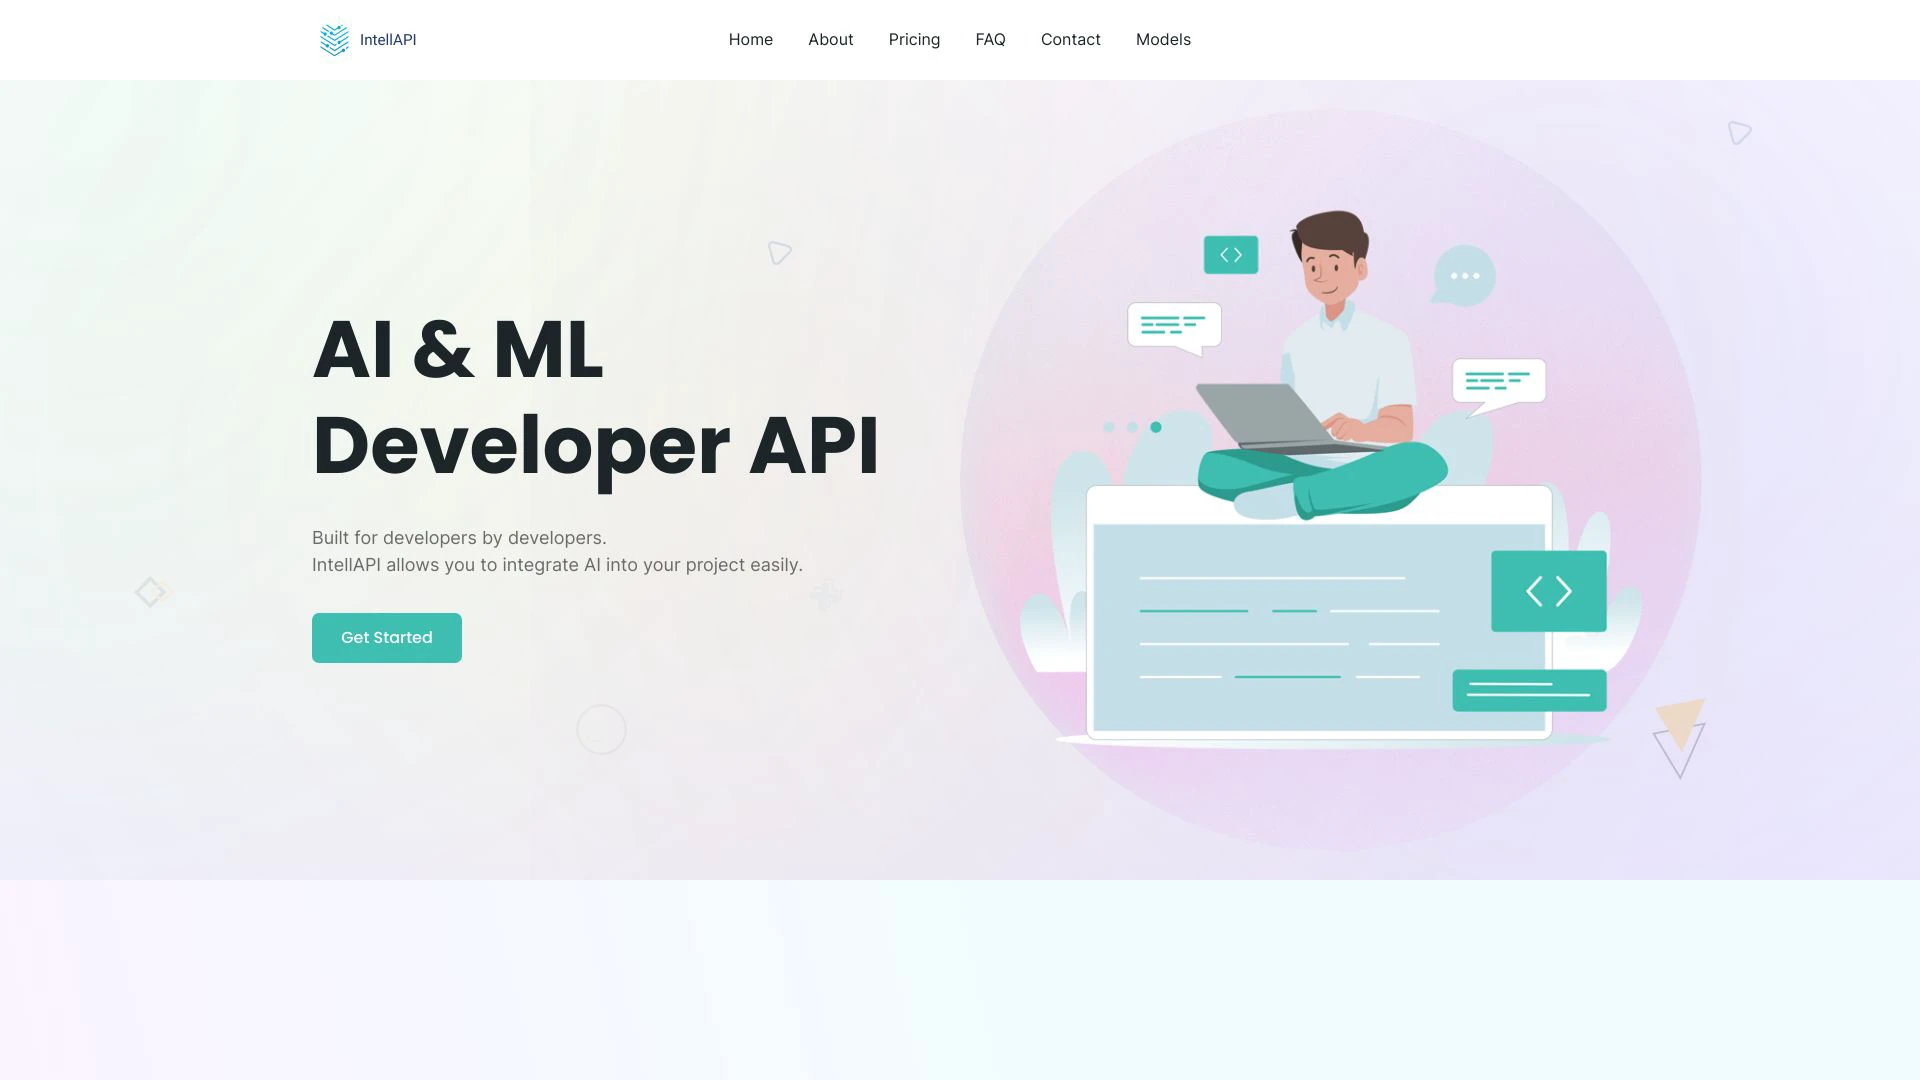 IntellAPI
Home About Pricing FAQ Contact Models
AI & ML
Developer API
Built for developers by developers.
IntellAPI allows you to integrate AI into your project easily.
Get Started